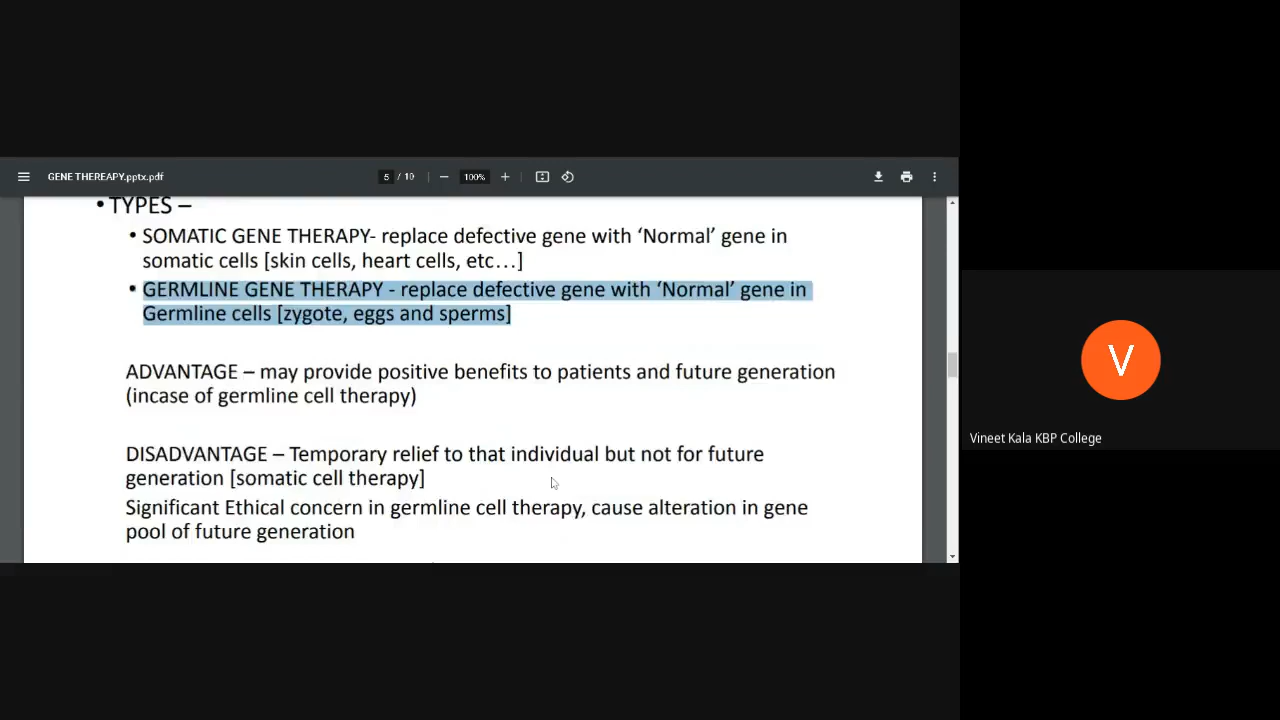 GENE THEREAPY.pptx.pdf
5 / 10
100%
• TYPES –
• SOMATIC GENE THERAPY- replace defective gene with ‘Normal’ gene in
somatic cells [skin cells, heart cells, etc...]
• GERMLINE GENE THERAPY - replace defective gene with ‘Normal’ gene in
Germline cells [zygote, eggs and sperms]
ADVANTAGE – may provide positive benefits to patients and future generation
(incase of germline cell therapy)
DISADVANTAGE – Temporary relief to that individual but not for future
generation [somatic cell therapy]
Significant Ethical concern in germline cell therapy, cause alteration in gene
pool of future generation
V
Vineet Kala KBP College